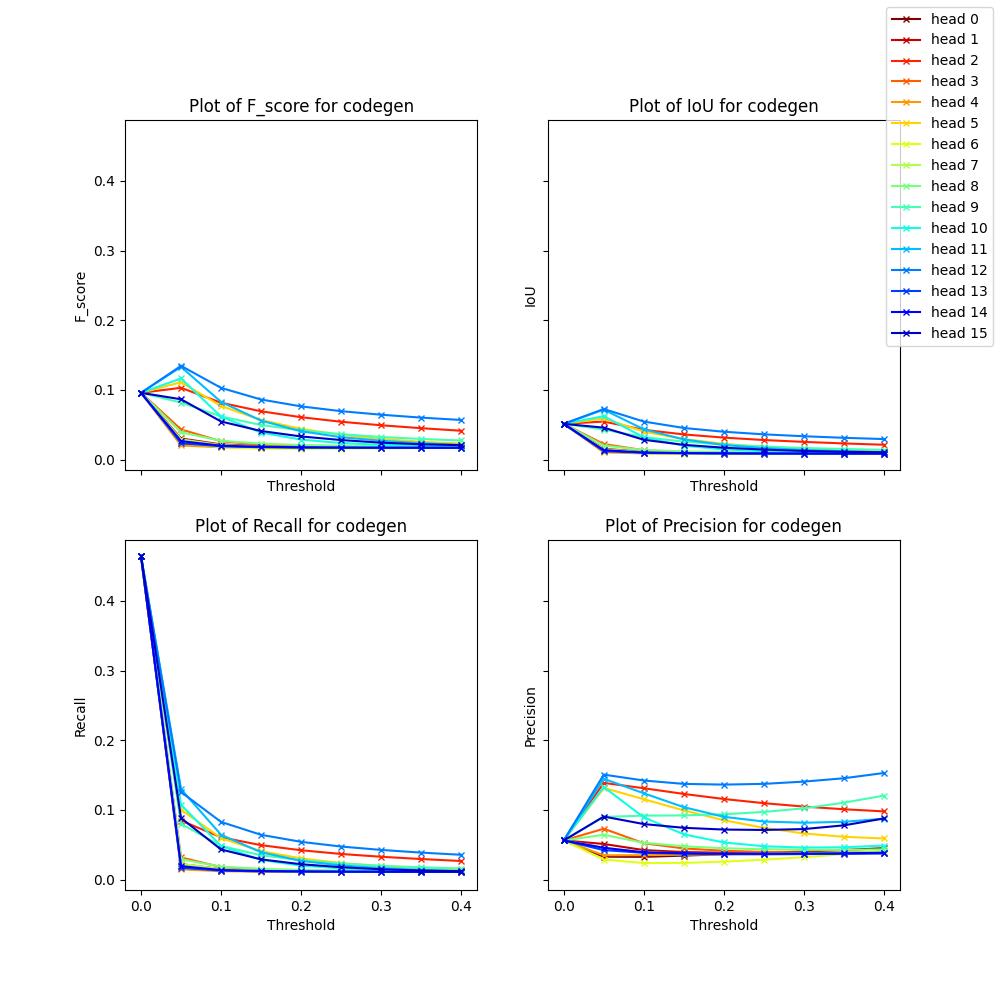 head 0
head 1
head 2
head 3
head 4
head 5
head 6
head 7
head 8
head 9
head 10
head 11
head 12
head 13
head 14
head 15
Plot of F_score for codegen
F_score
0.4
0.3
0.2
0.1
0.0
Threshold
Plot of IoU for codegen
IoU
Threshold
Plot of Recall for codegen
Recall
0.4
0.3
0.2
0.1
0.0
0.0 0.1 0.2 0.3 0.4
Threshold
Plot of Precision for codegen
Precision
0.0 0.1 0.2 0.3 0.4
Threshold